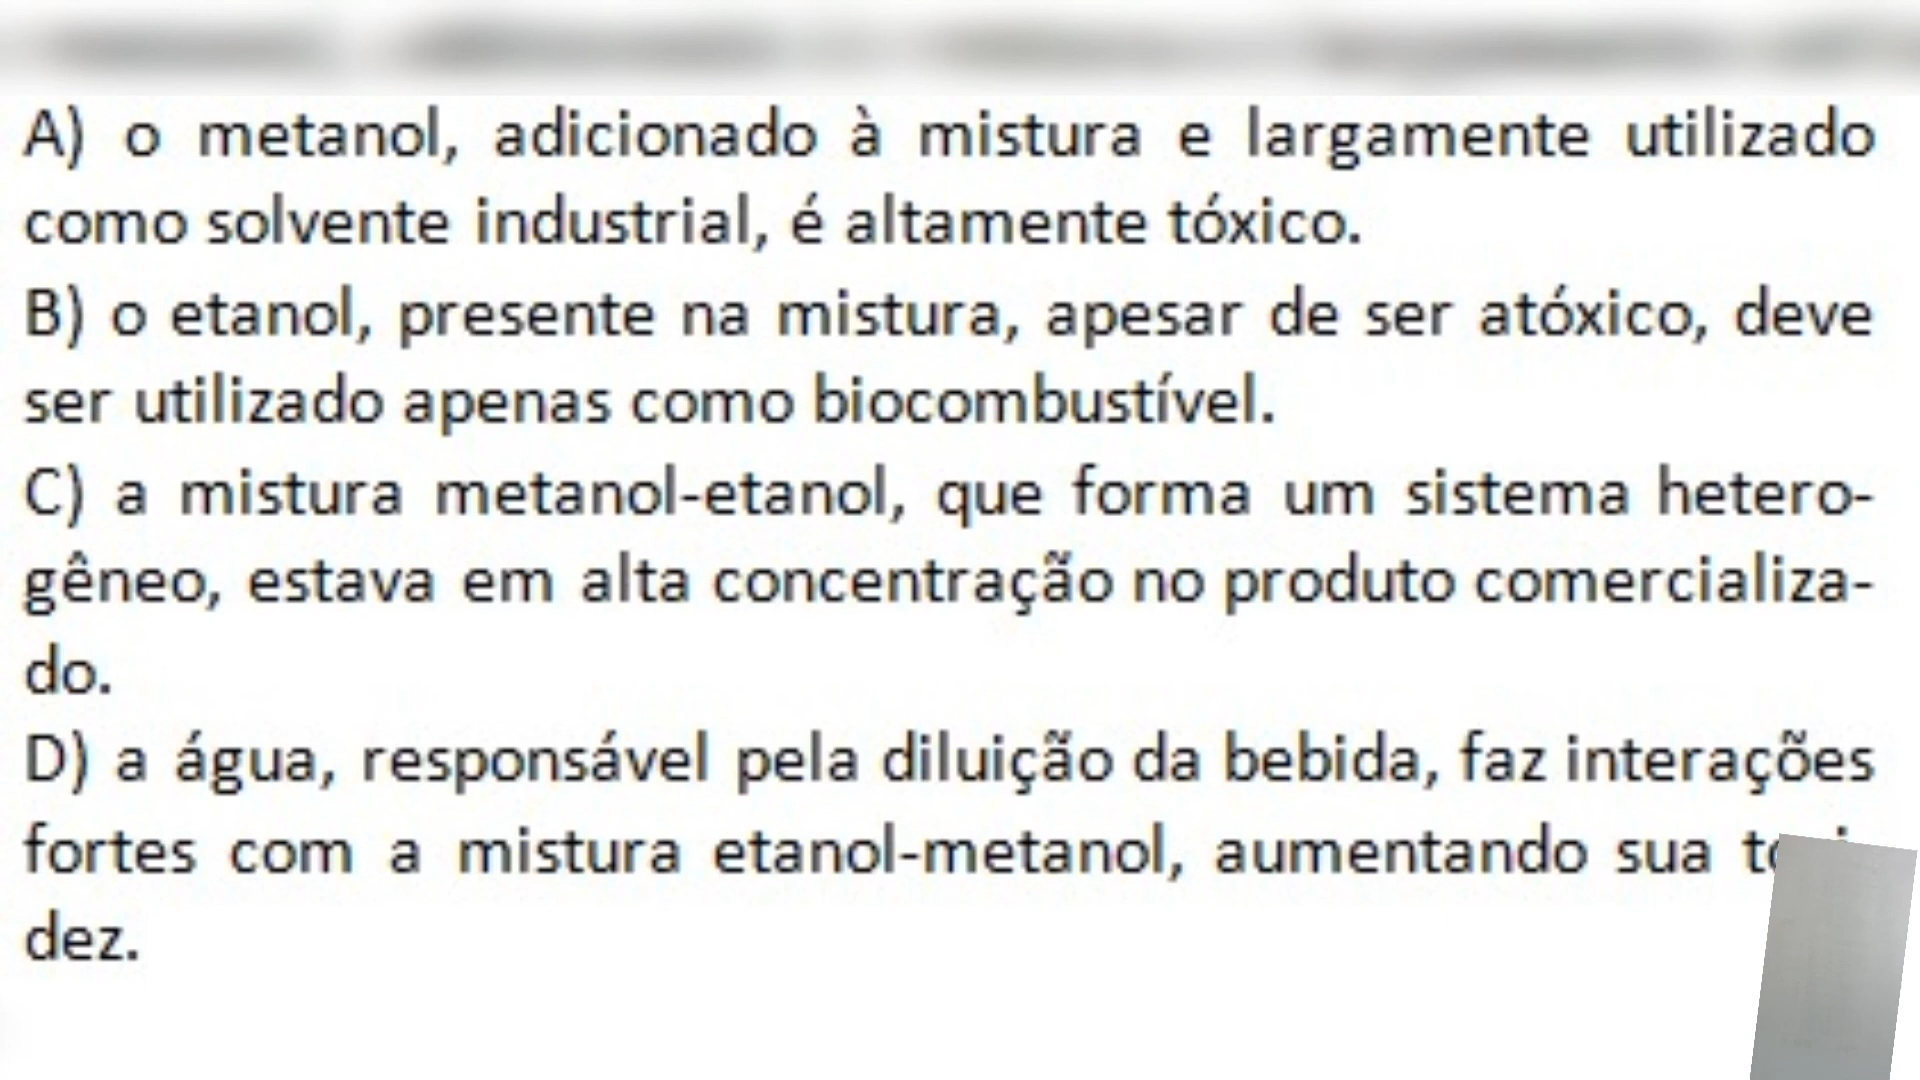 A) o metanol, adicionado à mistura e largamente utilizado
como solvente industrial, é altamente tóxico.
B) o etanol, presente na mistura, apesar de ser atóxico, deve
ser utilizado apenas como biocombustível.
C) a mistura metanol-etanol, que forma um sistema hetero-
gêneo, estava em alta concentração no produto comercializa-
do.
D) a água, responsável pela diluição da bebida, faz interações
fortes com a mistura etanol-metanol, aumentando sua
dez.